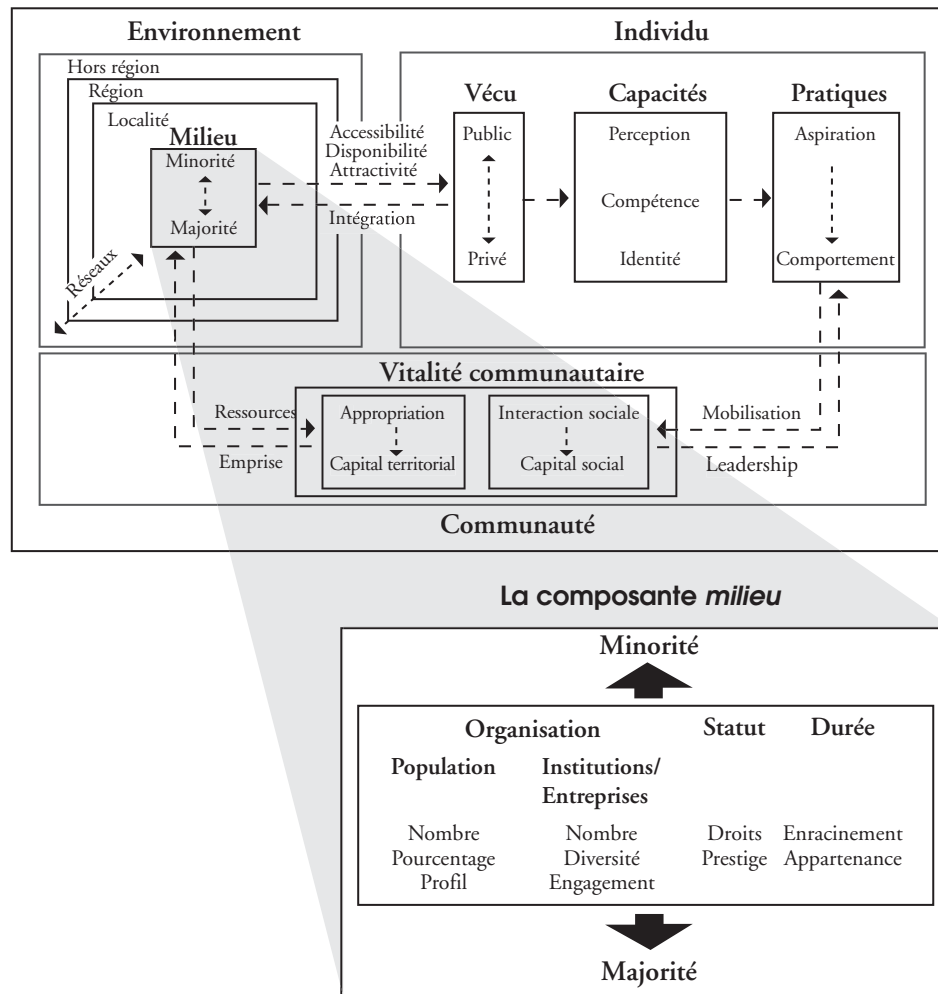 Environnement
Individu
Hors région
Région
Localité
Milieu
Minorité
Majorité
Réseaux
Accessibilité
Disponibilité
Attractivité
Intégration
Vécu
Public
Privé
Capacités
Perception
Compétence
Identité
Pratiques
Aspiration
Comportement
Vitalité communautaire
Ressources
Emprise
Appropriation
Capital territorial
Interaction sociale
Capital social
Mobilisation
Leadership
Communauté
La composante milieu
Minorité
Organisation
Statut
Durée
Population
Institutions/
Entreprises
Nombre
Pourcentage
Profil
Nombre
Diversité
Engagement
Droits
Prestige
Enracinement
Appartenance
Majorité